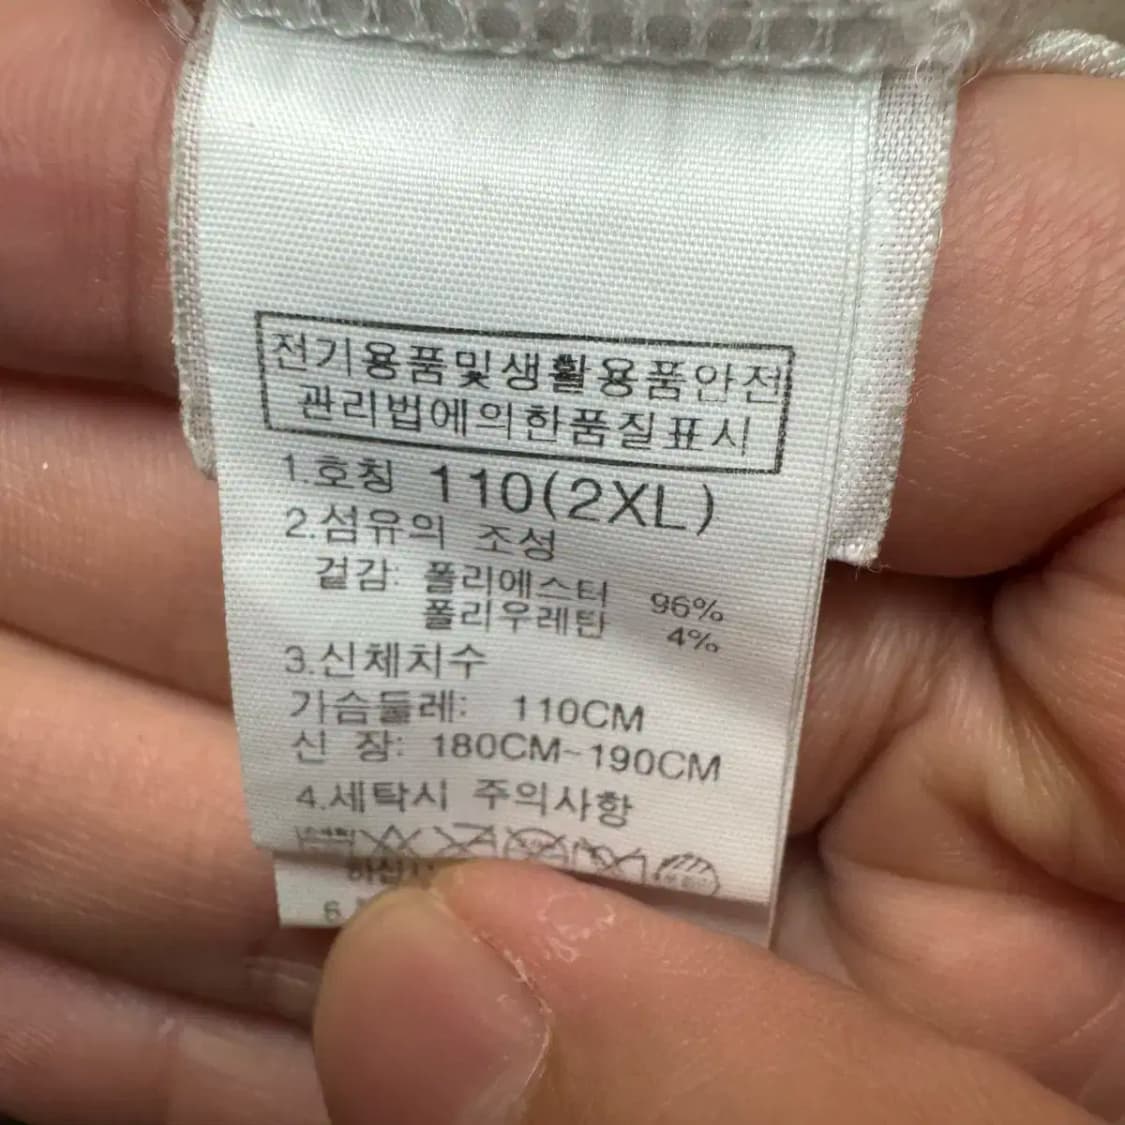 전기용품및생활용품안전
관리법에의한품질표시
1.호칭 110(2XL)
2.섬유의 조성
겉감: 폴리에스터 96%
폴리우레탄 4%
3.신체치수
가슴둘레: 110CM
신 장: 180CM~190CM
4.세탁시 주의사항
6.